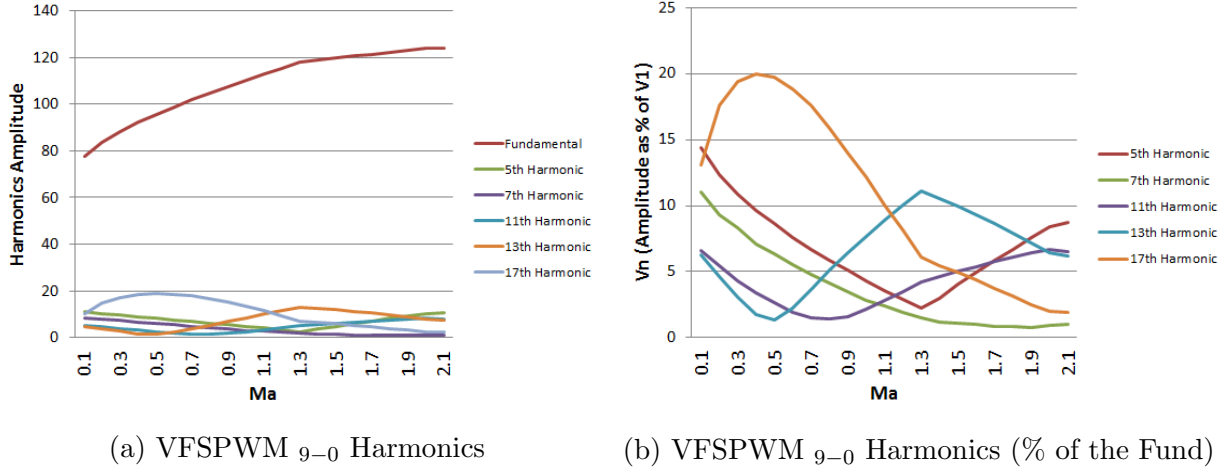 140
120
100
80
60
40
20
0
Harmonics Amplitude
0.1 0.3 0.5 0.7 0.9 1.1 1.3 1.5 1.7 1.9 2.1
Ma
Fundamental
5th Harmonic
7th Harmonic
11th Harmonic
13th Harmonic
17th Harmonic
(a) VFSPWM 9−0 Harmonics
25
20
15
10
5
0
Vn (Amplitude as % of V1)
0.1 0.3 0.5 0.7 0.9 1.1 1.3 1.5 1.7 1.9 2.1
Ma
5th Harmonic
7th Harmonic
11th Harmonic
13th Harmonic
17th Harmonic
(b) VFSPWM 9−0 Harmonics (% of the Fund)